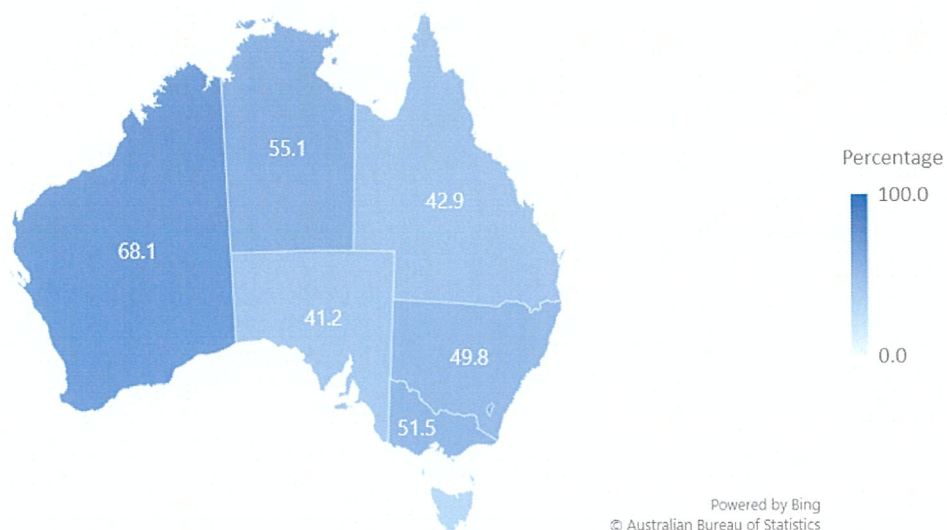 55.1
Percentage
100.0
42.9
68.1
41.2
49.8
0.0
51.5
Powered by Bing
© Australian Bureau of Statistics